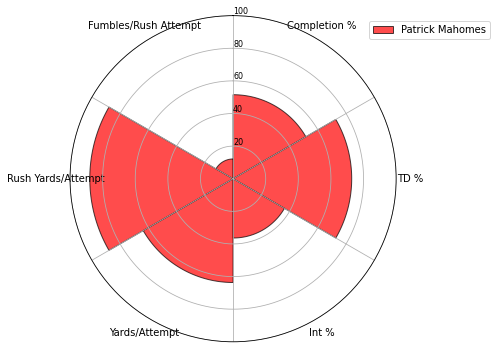 100
Fumbles/Rush Attempt
Completion %
Patrick Mahomes
80
60
40
20
Rush Yards/Attempt
TD %
Yards/Attempt
Int %